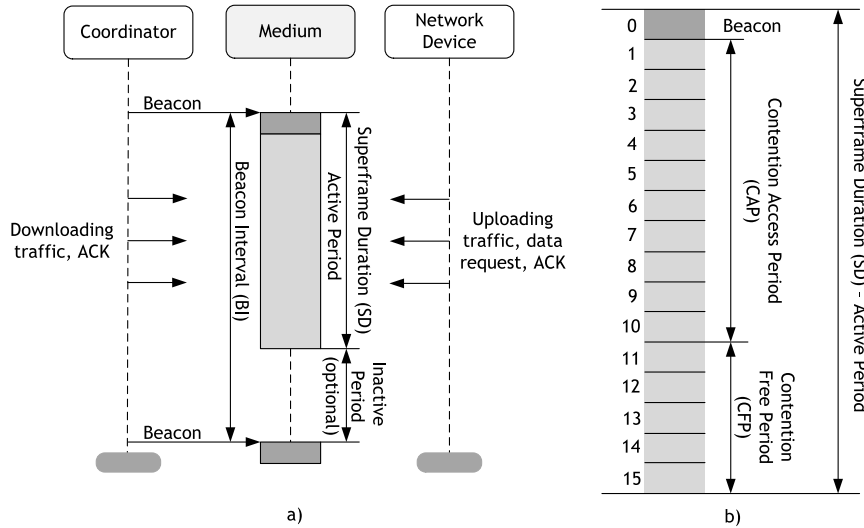 Coordinator
Medium
Network
Device
Beacon
Beacon Interval (BI)
Superframe Duration (SD)
Active Period
Downloading
traffic, ACK
Uploading
traffic, data
request, ACK
Inactive
Period
(optional)
Beacon
a)
0
Beacon
1
2
3
4
5
6
7
8
9
10
11
12
13
14
15
Contention Access Period
(CAP)
Contention
Free Period
(CFP)
Superframe Duration (SD) - Active Period
b)